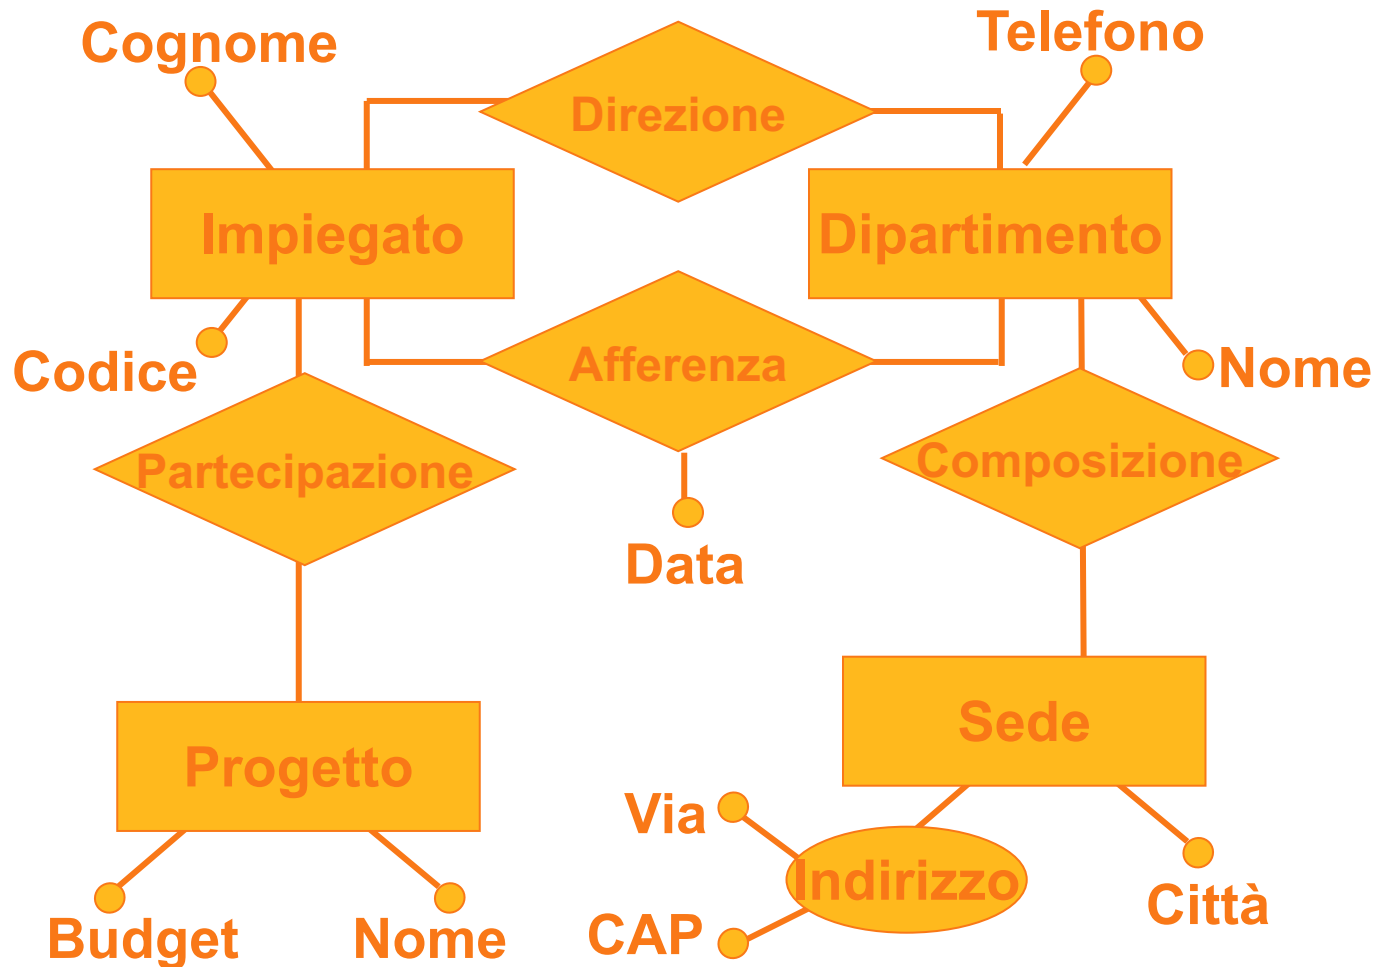 Cognome
Telefono
Direzione
Impiegato
Dipartimento
Codice
Afferenza
Nome
Partecipazione
Composizione
Data
Sede
Progetto
Via
Indirizzo
Città
CAP
Budget
Nome